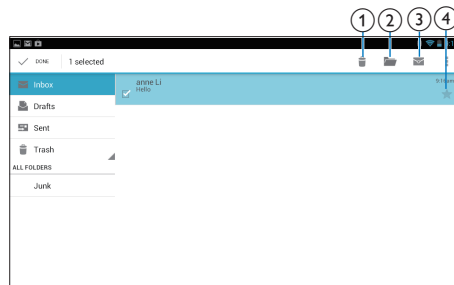 1 2 3 4
DONE 1 selected
Inbox
anne Li
Hello
Drafts
Sent
Trash
ALL FOLDERS
Junk